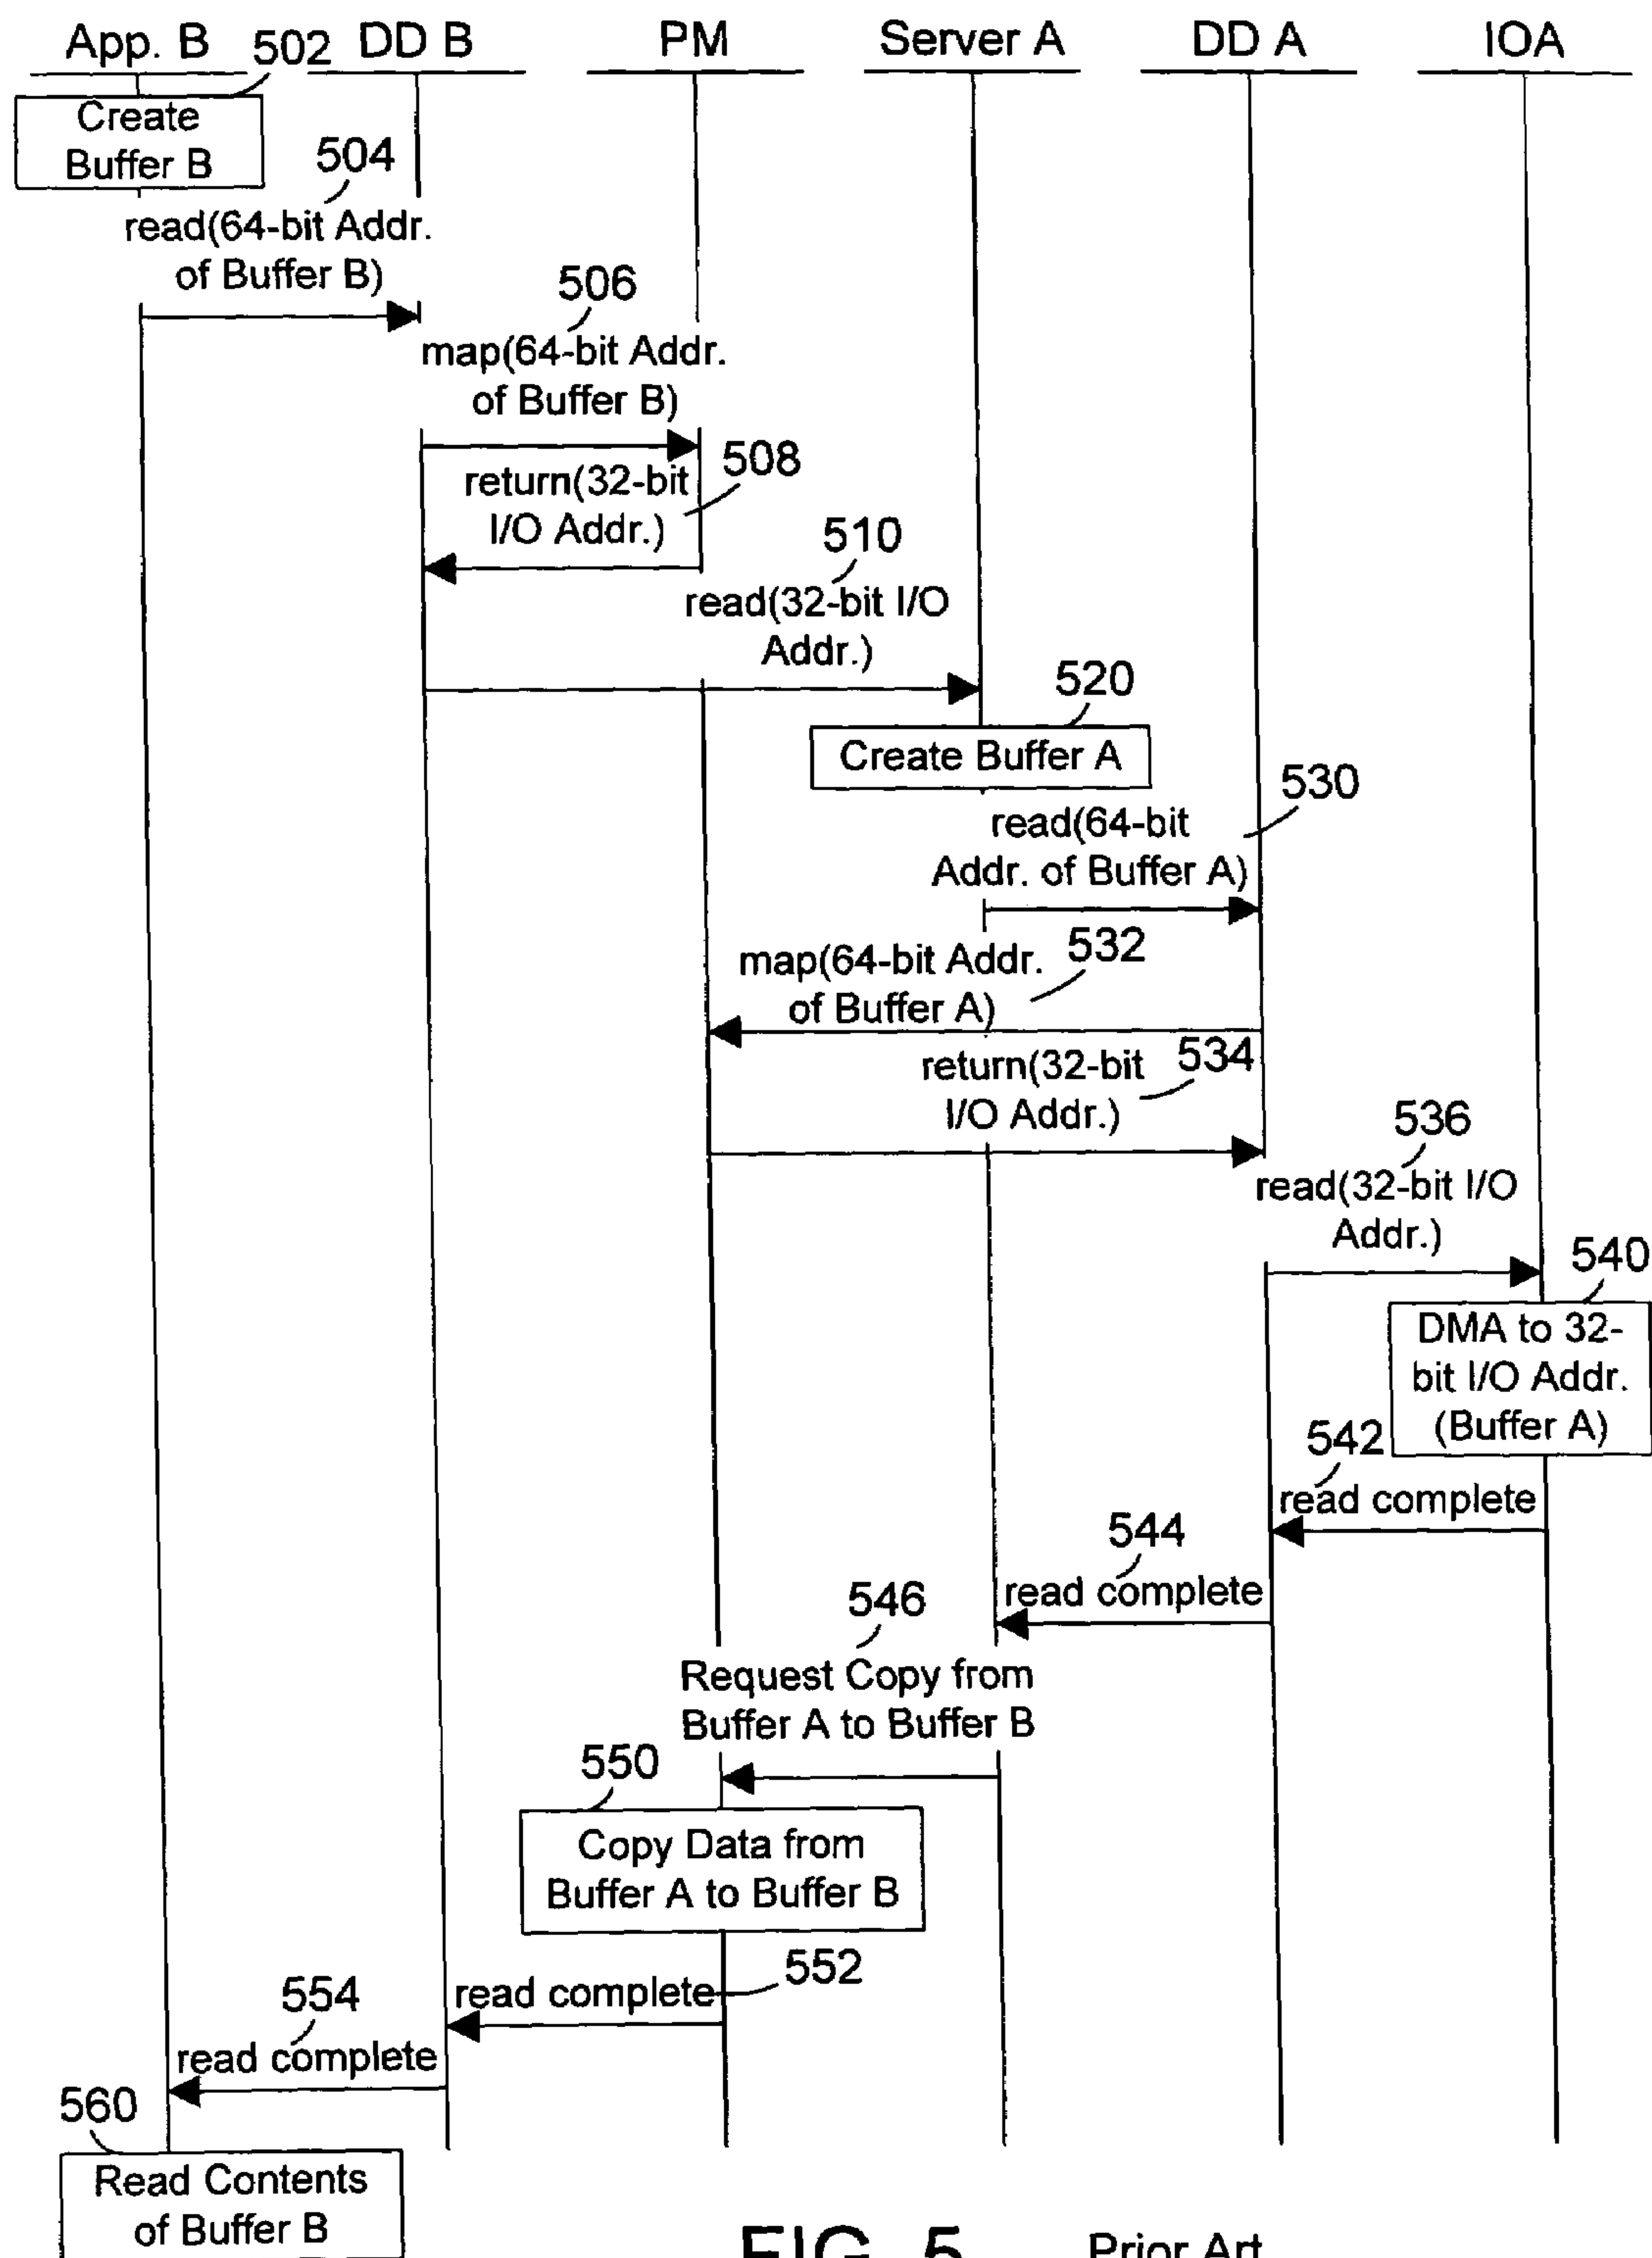 App. B
502
DD B
PM
Server A
DD A
IOA
Create
Buffer B
504
read(64-bit Addr.
of Buffer B)
506
map(64-bit Addr.
of Buffer B)
508
return(32-bit
I/O Addr.)
510
read(32-bit I/O
Addr.)
520
Create Buffer A
530
read(64-bit
Addr. of Buffer A)
532
map(64-bit Addr.
of Buffer A)
534
return(32-bit
I/O Addr.)
536
read(32-bit I/O
Addr.)
540
DMA to 32-
bit I/O Addr.
(Buffer A)
542
read complete
544
read complete
546
Request Copy from
Buffer A to Buffer B
550
Copy Data from
Buffer A to Buffer B
552
read complete
554
read complete
560
Read Contents
of Buffer B
FIG. 5
Prior Art